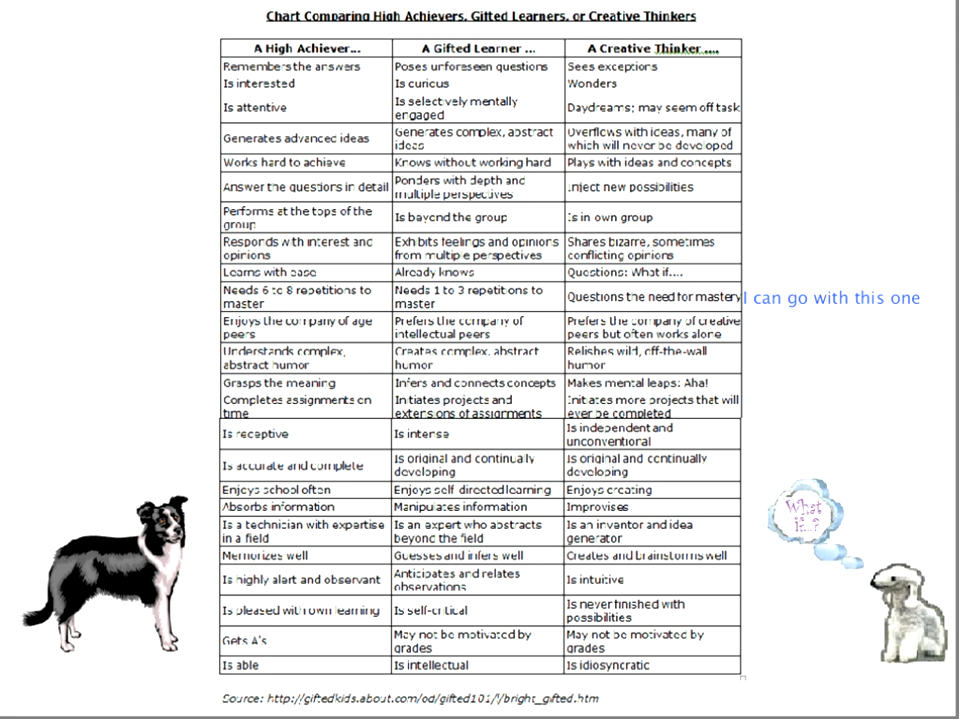 Chart Comparing High Achievers, Gifted Learners, or Creative Thinkers
A High Achiever... A Gifted Learner ... A Creative Thinker ....
Remembers the answers Poses unforeseen questions Sees exceptions
Is interested Is curious Wonders
Is attentive Is selectively mentally engaged Daydreams; may seem off task
Generates advanced ideas Generates complex, abstract ideas Overflows with ideas, many of which will never be developed
Works hard to achieve Knows without working hard Plays with ideas and concepts
Answer the questions in detail Ponders with depth and multiple perspectives Inject new possibilities
Performs at the tops of the group Is beyond the group Is in own group
Responds with interest and opinions Exhibits feelings and opinions from multiple perspectives Shares bizarre, sometimes conflicting opinions
Learns with ease Already knows Questions: What if....
Needs 6 to 8 repetitions to master Needs 1 to 3 repetitions to master Questions the need for mastery I can go with this one
Enjoys the company of age peers Prefers the company of intellectual peers Prefers the company of creative peers but often works alone
Understands complex, abstract humor Creates complex, abstract humor Relishes wild, off-the-wall humor
Grasps the meaning Infers and connects concepts Makes mental leaps: Aha!
Completes assignments on time Initiates projects and extensions of assignments Initiates more projects that will ever be completed
Is receptive Is intense Is independent and unconventional
Is accurate and complete Is original and continually developing Is original and continually developing
Enjoys school often Enjoys self-directed learning Enjoys creating
Absorbs information Manipulates information Improvises
Is a technician with expertise in a field Is an expert who abstracts beyond the field Is an inventor and idea generator
Memorizes well Guesses and infers well Creates and brainstorms well
Is highly alert and observant Anticipates and relates observations Is intuitive
Is pleased with own learning Is self-critical Is never finished with possibilities
Gets A's May not be motivated by grades May not be motivated by grades
Is able Is intellectual Is idiosyncratic
What
if...?
Source: http://giftedkids.about.com/od/gifted101/l/bright_gifted.htm